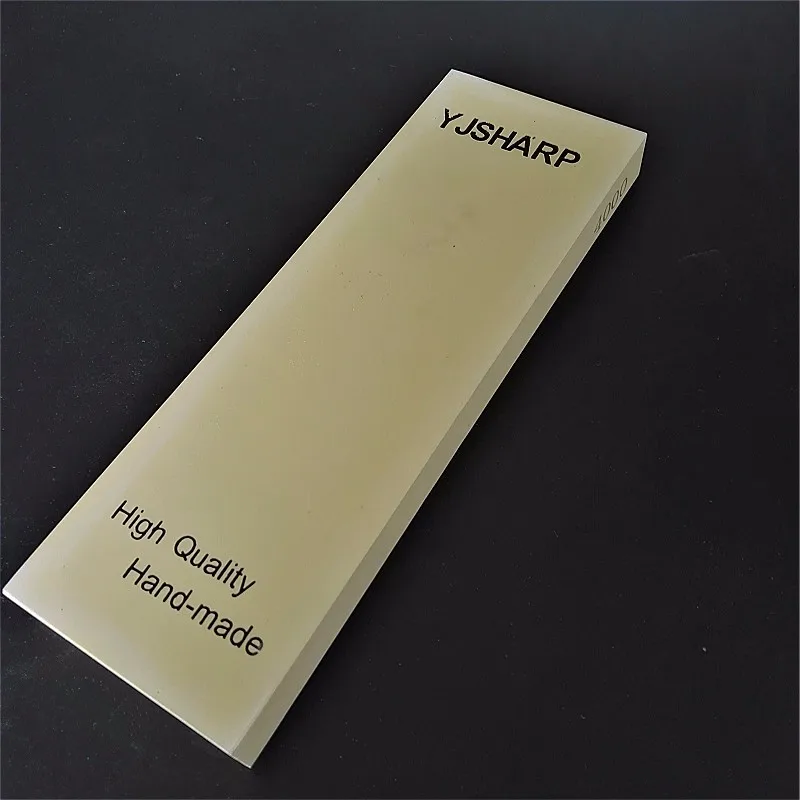 YJSHARP
4000
High Quality
Hand-made